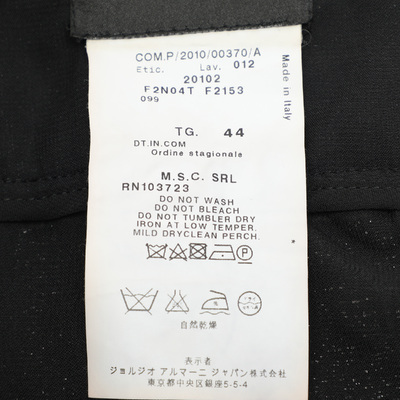 COM.P/2010/00370/A
Etic. Lav. 012
20102
F2N04T F2153
099
Made in Italy
TG. 44
DT.IN.COM
Ordine stagionale
M.S.C. SRL
RN103723
DO NOT WASH
DO NOT BLEACH
DO NOT TUMBLER DRY
IRON AT LOW TEMPER.
MILD DRYCLEAN PERCH.
自然乾燥
表示者
ジョルジオ アルマーニ ジャパン株式会社
東京都中央区銀座5-5-4